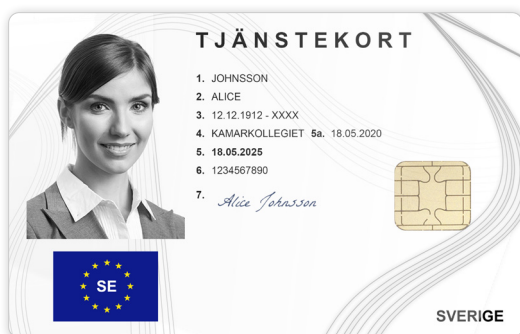 TJÄNSTEKORT
1. JOHNSSON
2. ALICE
3. 12.12.1912 - XXXX
4. KAMARKOLLEGIET 5a. 18.05.2020
5. 18.05.2025
6. 1234567890
7. Alice Johnsson
SE
SVERIGE